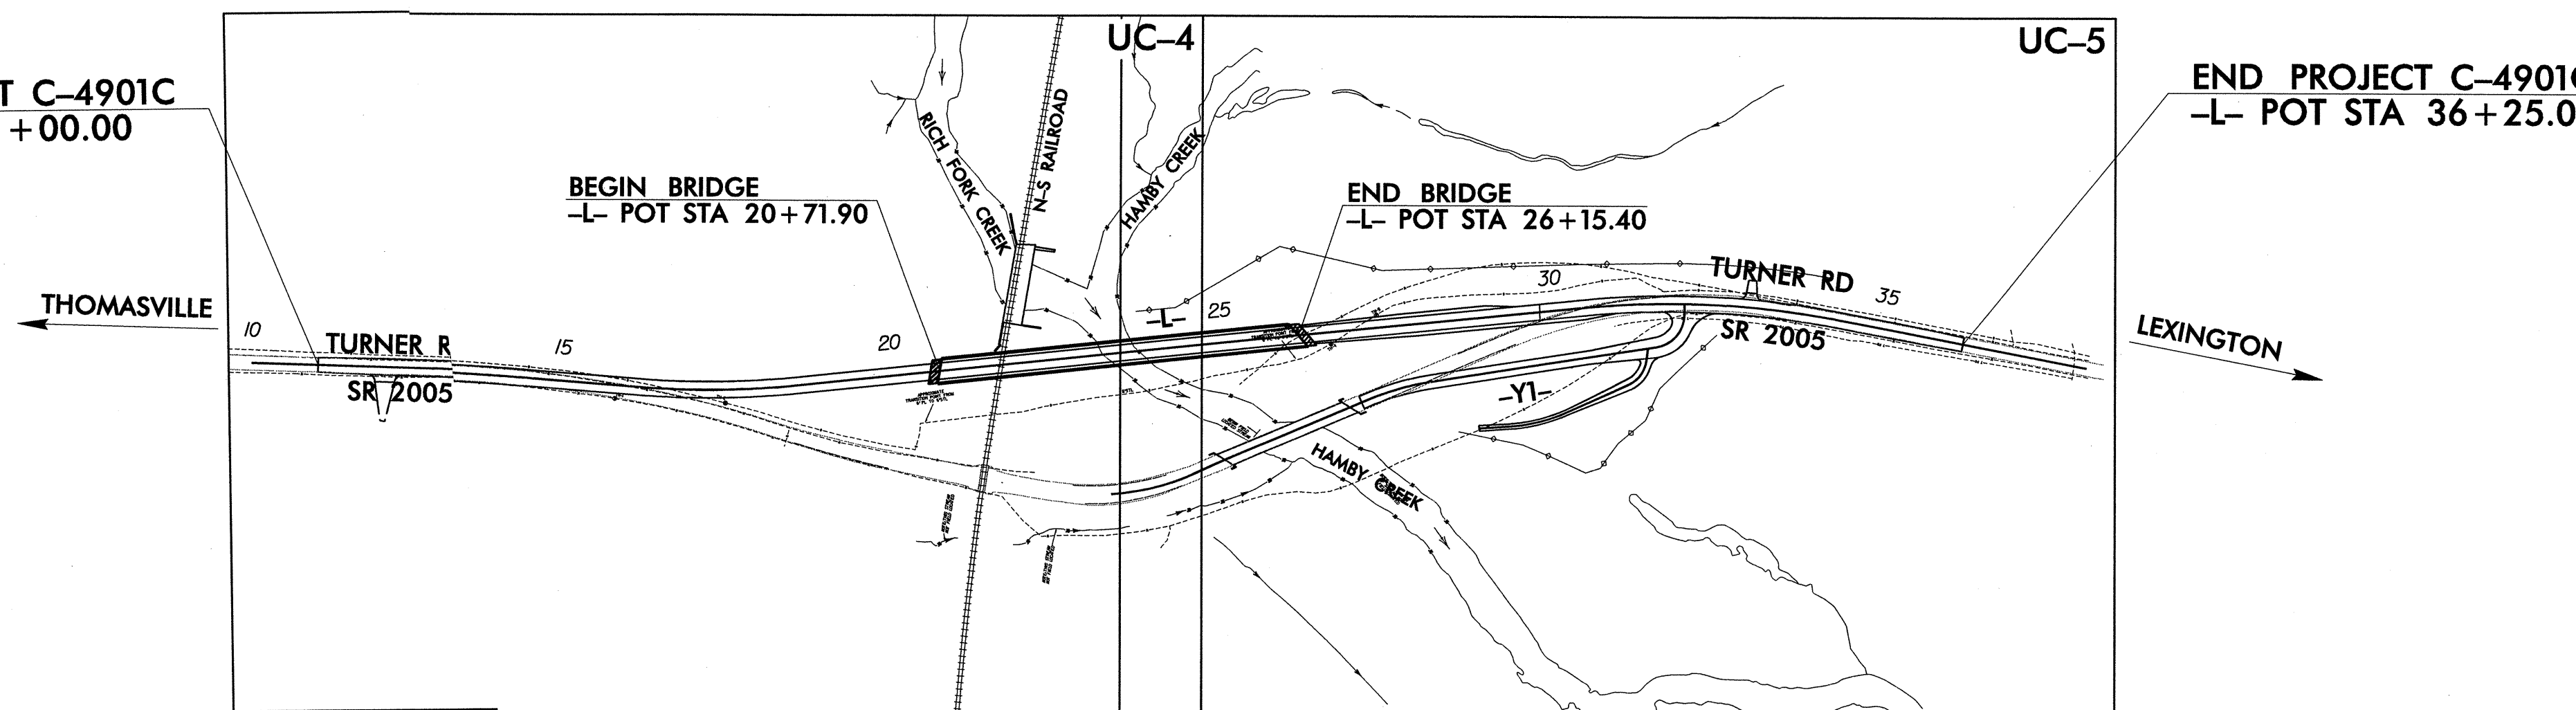 UC–4
UC–5
T C–4901C
+00.00
END PROJECT C–4901C
–L– POT STA 36+25.0
BEGIN BRIDGE
–L– POT STA 20+71.90
RICH FORK CREEK
N–S RAILROAD
HAMBY CREEK
END BRIDGE
–L– POT STA 26+15.40
THOMASVILLE
10
TURNER R
SR 2005
15
20
–L–
25
30
TURNER RD
SR 2005
35
LEXINGTON
–Y1–
HAMBY CREEK